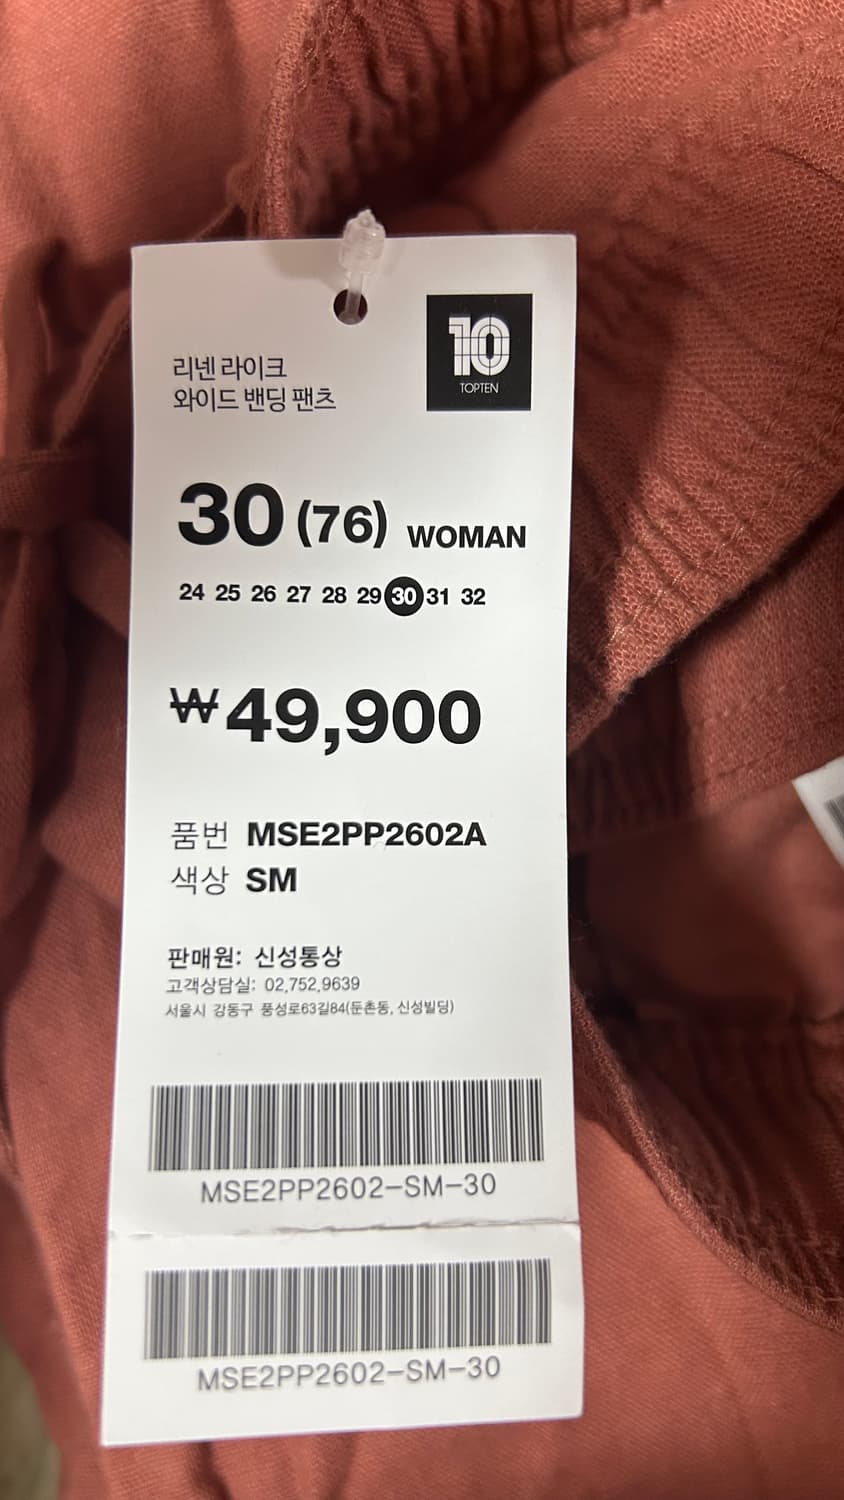 리넨 라이크
와이드 밴딩 팬츠
10
TOPTEN
30 (76) WOMAN
24 25 26 27 28 29 30 31 32
₩49,900
품번 MSE2PP2602A
색상 SM
판매원: 신성통상
고객상담실: 02.752.9639
서울시 강동구 풍성로63길84(둔촌동, 신성빌딩)
MSE2PP2602-SM-30
MSE2PP2602-SM-30